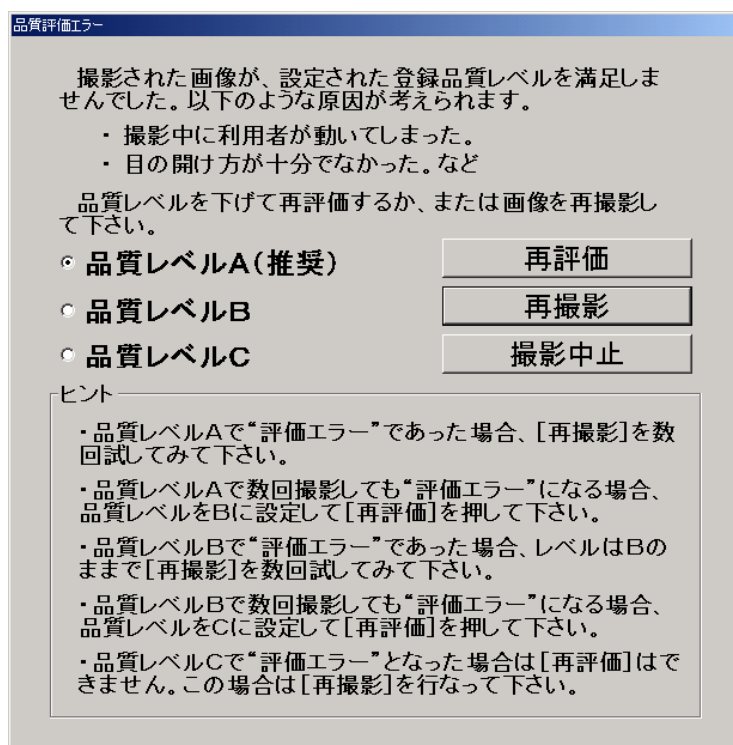 品質評価エラー
撮影された画像が、設定された登録品質レベルを満足しま
せんでした。以下のような原因が考えられます。
・ 撮影中に利用者が動いてしまった。
・ 目の開け方が十分でなかった。など
品質レベルを下げて再評価するか、または画像を再撮影し
て下さい。
品質レベルA(推奨)
再評価
品質レベルB
再撮影
品質レベルC
撮影中止
ヒント
・品質レベルAで“評価エラー”であった場合、[再撮影]を数
回試してみて下さい。
・品質レベルAで数回撮影しても“評価エラー”になる場合、
品質レベルをBに設定して[再評価]を押して下さい。
・品質レベルBで“評価エラー”であった場合、レベルはBの
ままで[再撮影]を数回試してみて下さい。
・品質レベルBで数回撮影しても“評価エラー”になる場合、
品質レベルをCに設定して[再評価]を押して下さい。
・品質レベルCで“評価エラー”となった場合は[再評価]はで
きません。この場合は[再撮影]を行なって下さい。